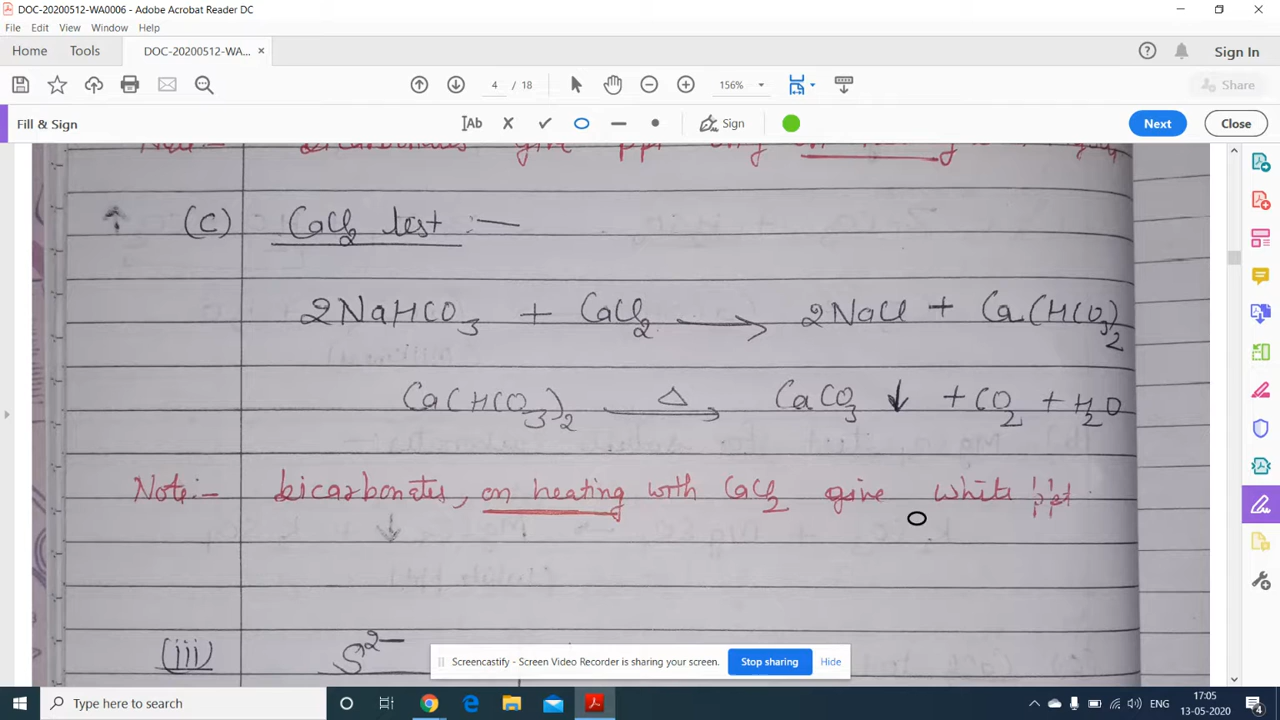 DOC-20200512-WA0006 - Adobe Acrobat Reader DC
File Edit View Window Help
Home Tools DOC-20200512-WA... × Sign In
4 / 18 156% Share
Fill & Sign Ab Sign Next Close
(C) CaCl2 test :—
2NaHCO3 + CaCl2 → 2NaCl + Ca(HCO3)2
Ca(HCO3)2 Δ→ CaCO3 ↓ + CO2 + H2O
Note:- bicarbonates, on heating with CaCl2 give white ppt
(iii) S2−
Screencastify - Screen Video Recorder is sharing your screen. Stop sharing Hide
Type here to search ENG 17:05
13-05-2020 4